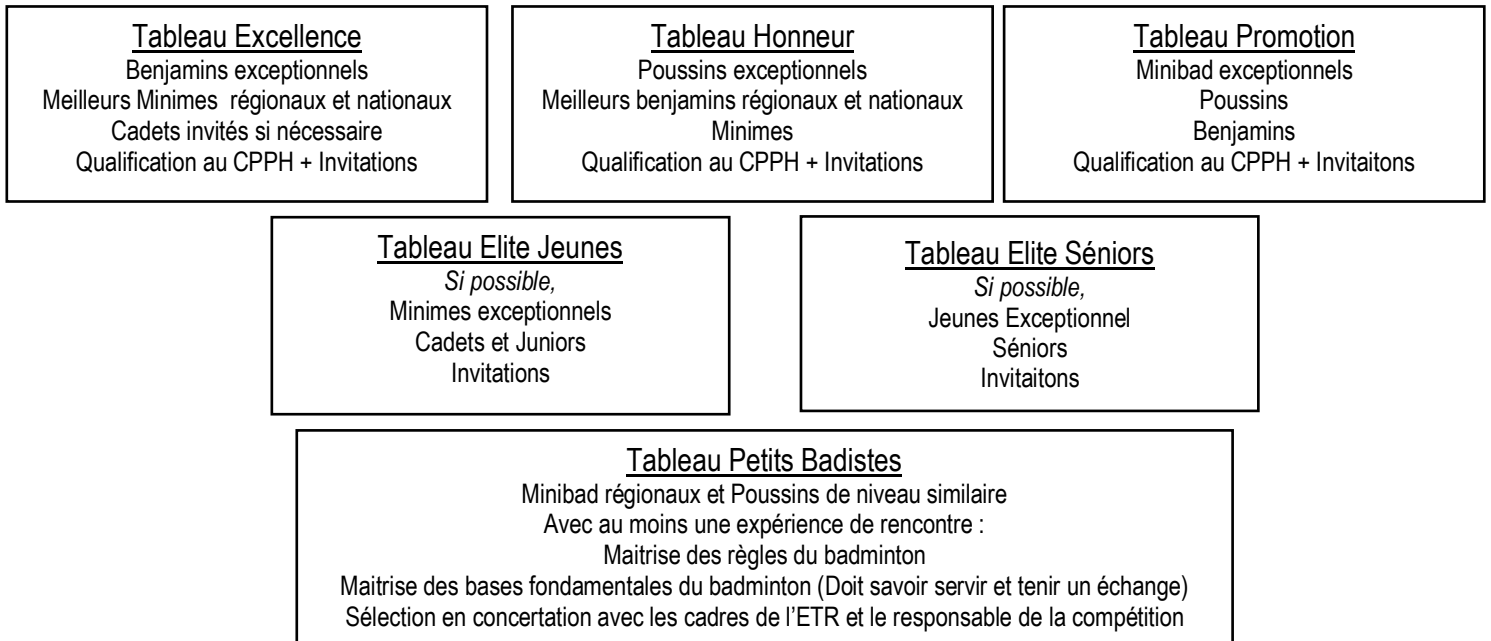 Tableau Excellence
Benjamins exceptionnels
Meilleurs Minimes régionaux et nationaux
Cadets invités si nécessaire
Qualification au CPPH + Invitations
Tableau Honneur
Poussins exceptionnels
Meilleurs benjamins régionaux et nationaux
Minimes
Qualification au CPPH + Invitations
Tableau Promotion
Minibad exceptionnels
Poussins
Benjamins
Qualification au CPPH + Invitaitons
Tableau Elite Jeunes
Si possible,
Minimes exceptionnels
Cadets et Juniors
Invitations
Tableau Elite Séniors
Si possible,
Jeunes Exceptionnel
Séniors
Invitaitons
Tableau Petits Badistes
Minibad régionaux et Poussins de niveau similaire
Avec au moins une expérience de rencontre :
Maitrise des règles du badminton
Maitrise des bases fondamentales du badminton (Doit savoir servir et tenir un échange)
Sélection en concertation avec les cadres de l'ETR et le responsable de la compétition